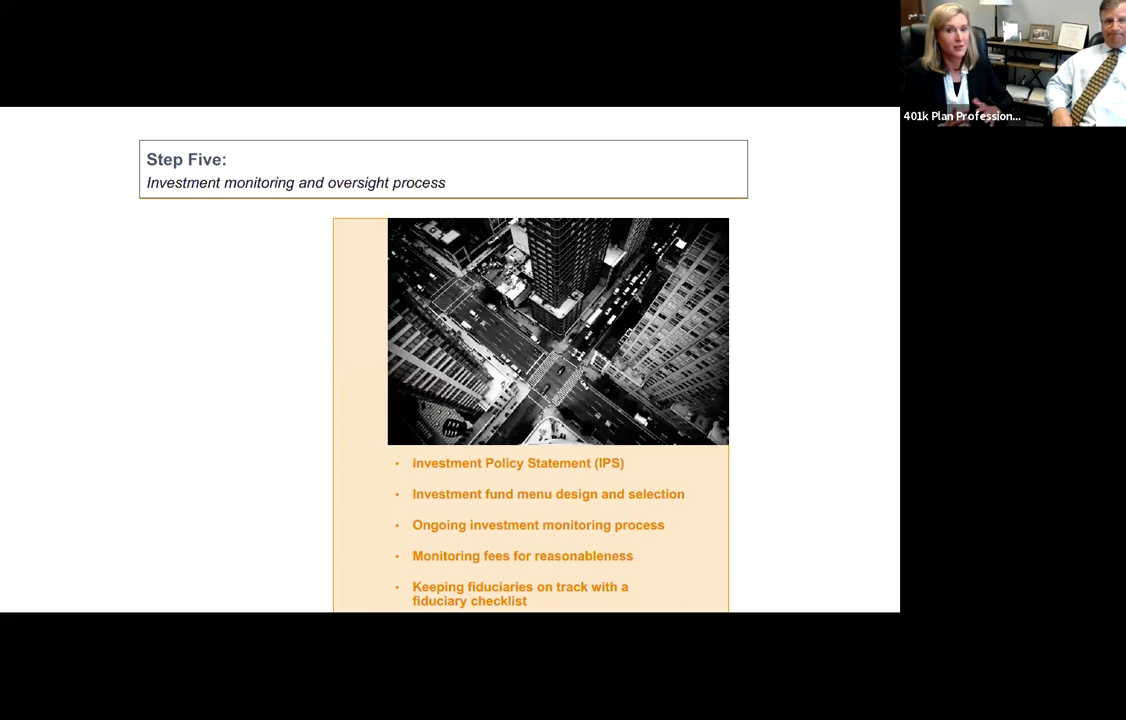 401k Plan Profession...
Step Five:
Investment monitoring and oversight process
• Investment Policy Statement (IPS)
• Investment fund menu design and selection
• Ongoing investment monitoring process
• Monitoring fees for reasonableness
• Keeping fiduciaries on track with a
fiduciary checklist